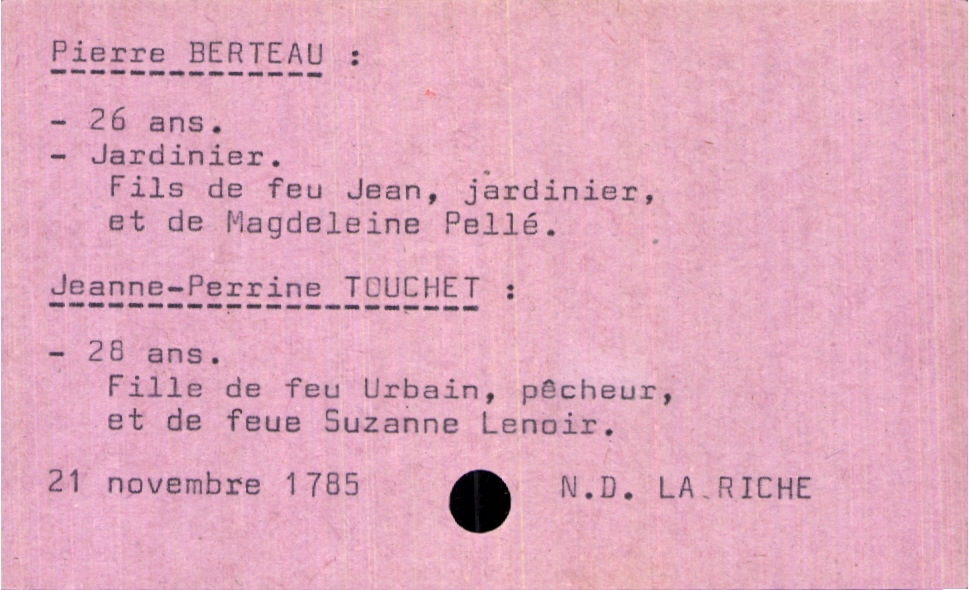 Pierre BERTEAU :
- 26 ans.
- Jardinier.
Fils de feu Jean, jardinier,
et de Magdeleine Pellé.
Jeanne-Perrine TOUCHET :
- 28 ans.
Fille de feu Urbain, pêcheur,
et de feue Suzanne Lenoir.
21 novembre 1785 N.D. LA RICHE